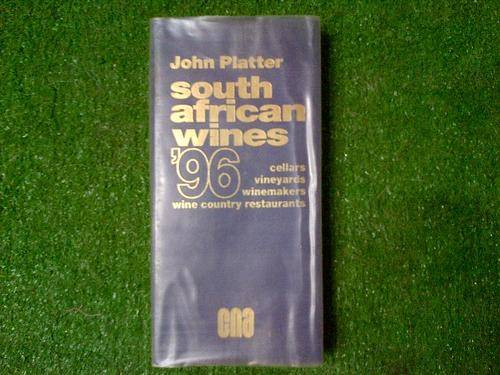 John Platter
south
african
wines
'96
cellars
vineyards
winemakers
wine country restaurants
cna